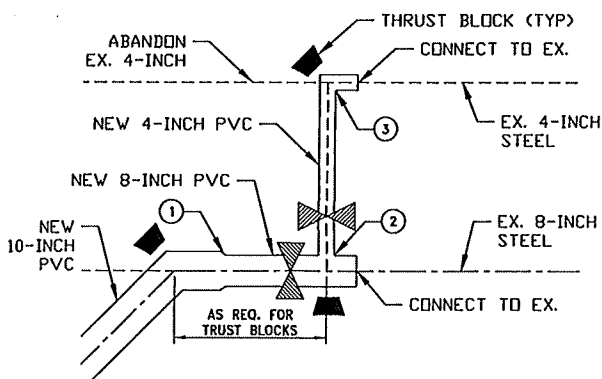 THRUST BLOCK (TYP)
ABANDON
EX. 4-INCH
CONNECT TO EX.
3
NEW 4-INCH PVC
EX. 4-INCH
STEEL
NEW 8-INCH PVC
1
2
NEW
10-INCH
PVC
EX. 8-INCH
STEEL
CONNECT TO EX.
AS REQ. FOR
TRUST BLOCKS